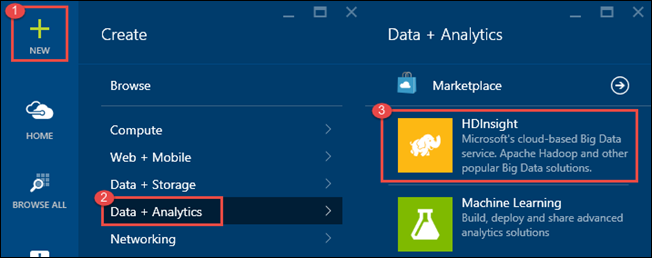 1
NEW
HOME
BROWSE ALL
Create
Browse
Compute
Web + Mobile
Data + Storage
2
Data + Analytics
Networking
Data + Analytics
Marketplace
3
HDInsight
Microsoft's cloud-based Big Data
service. Apache Hadoop and other
popular Big Data solutions.
Machine Learning
Build, deploy and share advanced
analytics solutions